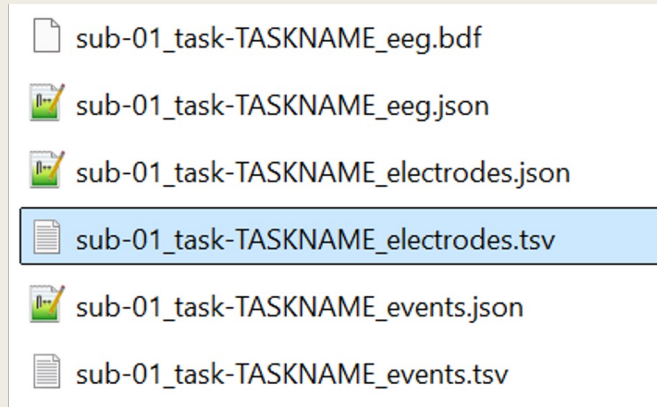 sub-01_task-TASKNAME_eeg.bdf
sub-01_task-TASKNAME_eeg.json
sub-01_task-TASKNAME_electrodes.json
sub-01_task-TASKNAME_electrodes.tsv
sub-01_task-TASKNAME_events.json
sub-01_task-TASKNAME_events.tsv